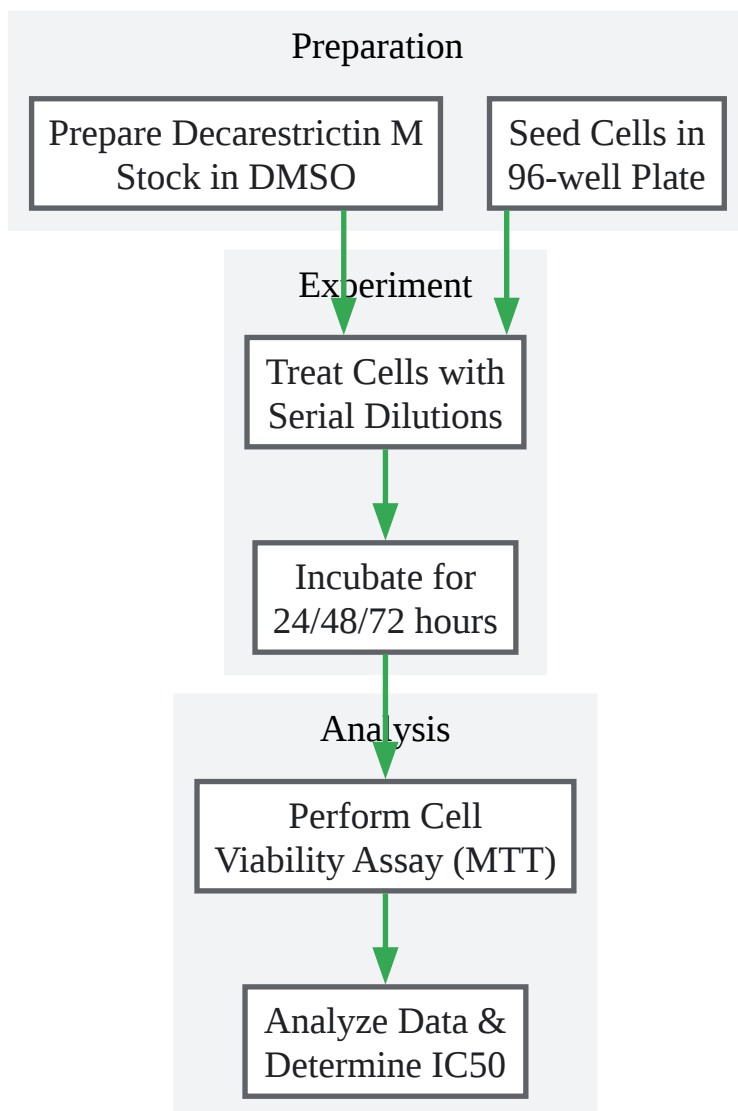 Preparation
Prepare Decarestrictin M
Stock in DMSO
Seed Cells in
96-well Plate
Experiment
Treat Cells with
Serial Dilutions
Incubate for
24/48/72 hours
Analysis
Perform Cell
Viability Assay (MTT)
Analyze Data &
Determine IC50